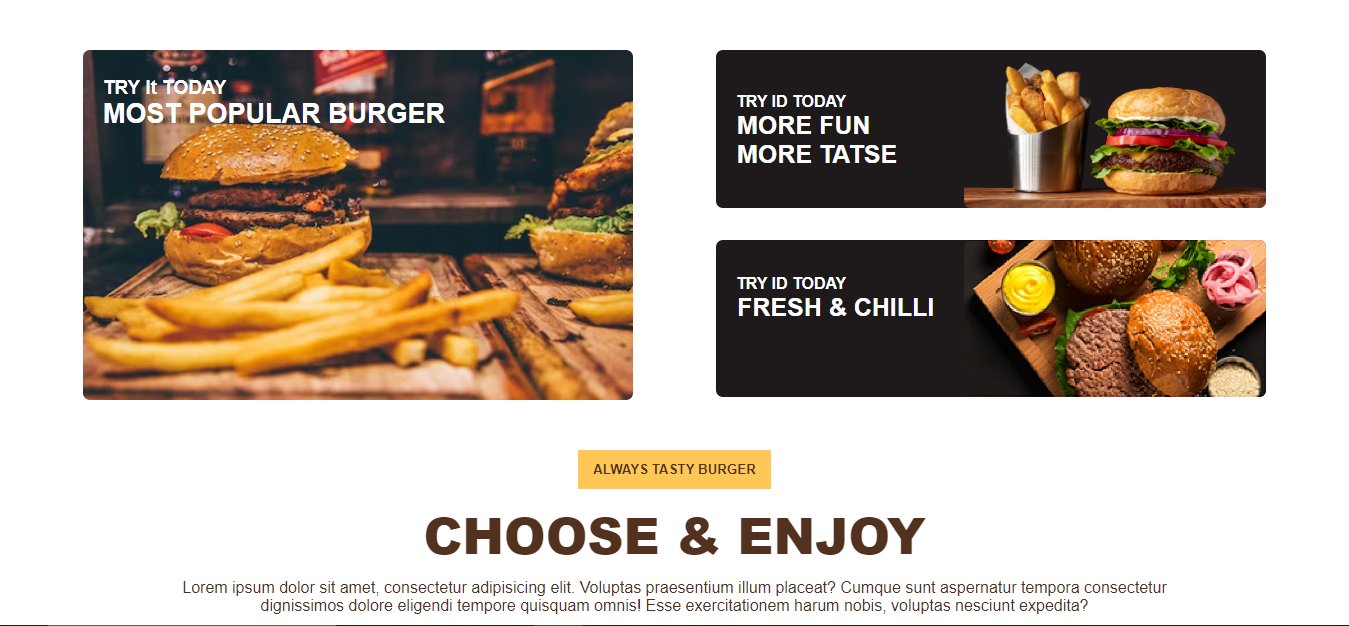 TRY It TODAY
MOST POPULAR BURGER
TRY ID TODAY
MORE FUN
MORE TATSE
TRY ID TODAY
FRESH & CHILLI
ALWAYS TASTY BURGER
CHOOSE & ENJOY
Lorem ipsum dolor sit amet, consectetur adipisicing elit. Voluptas praesentium illum placeat? Cumque sunt aspernatur tempora consectetur
dignissimos dolore eligendi tempore quisquam omnis! Esse exercitationem harum nobis, voluptas nesciunt expedita?